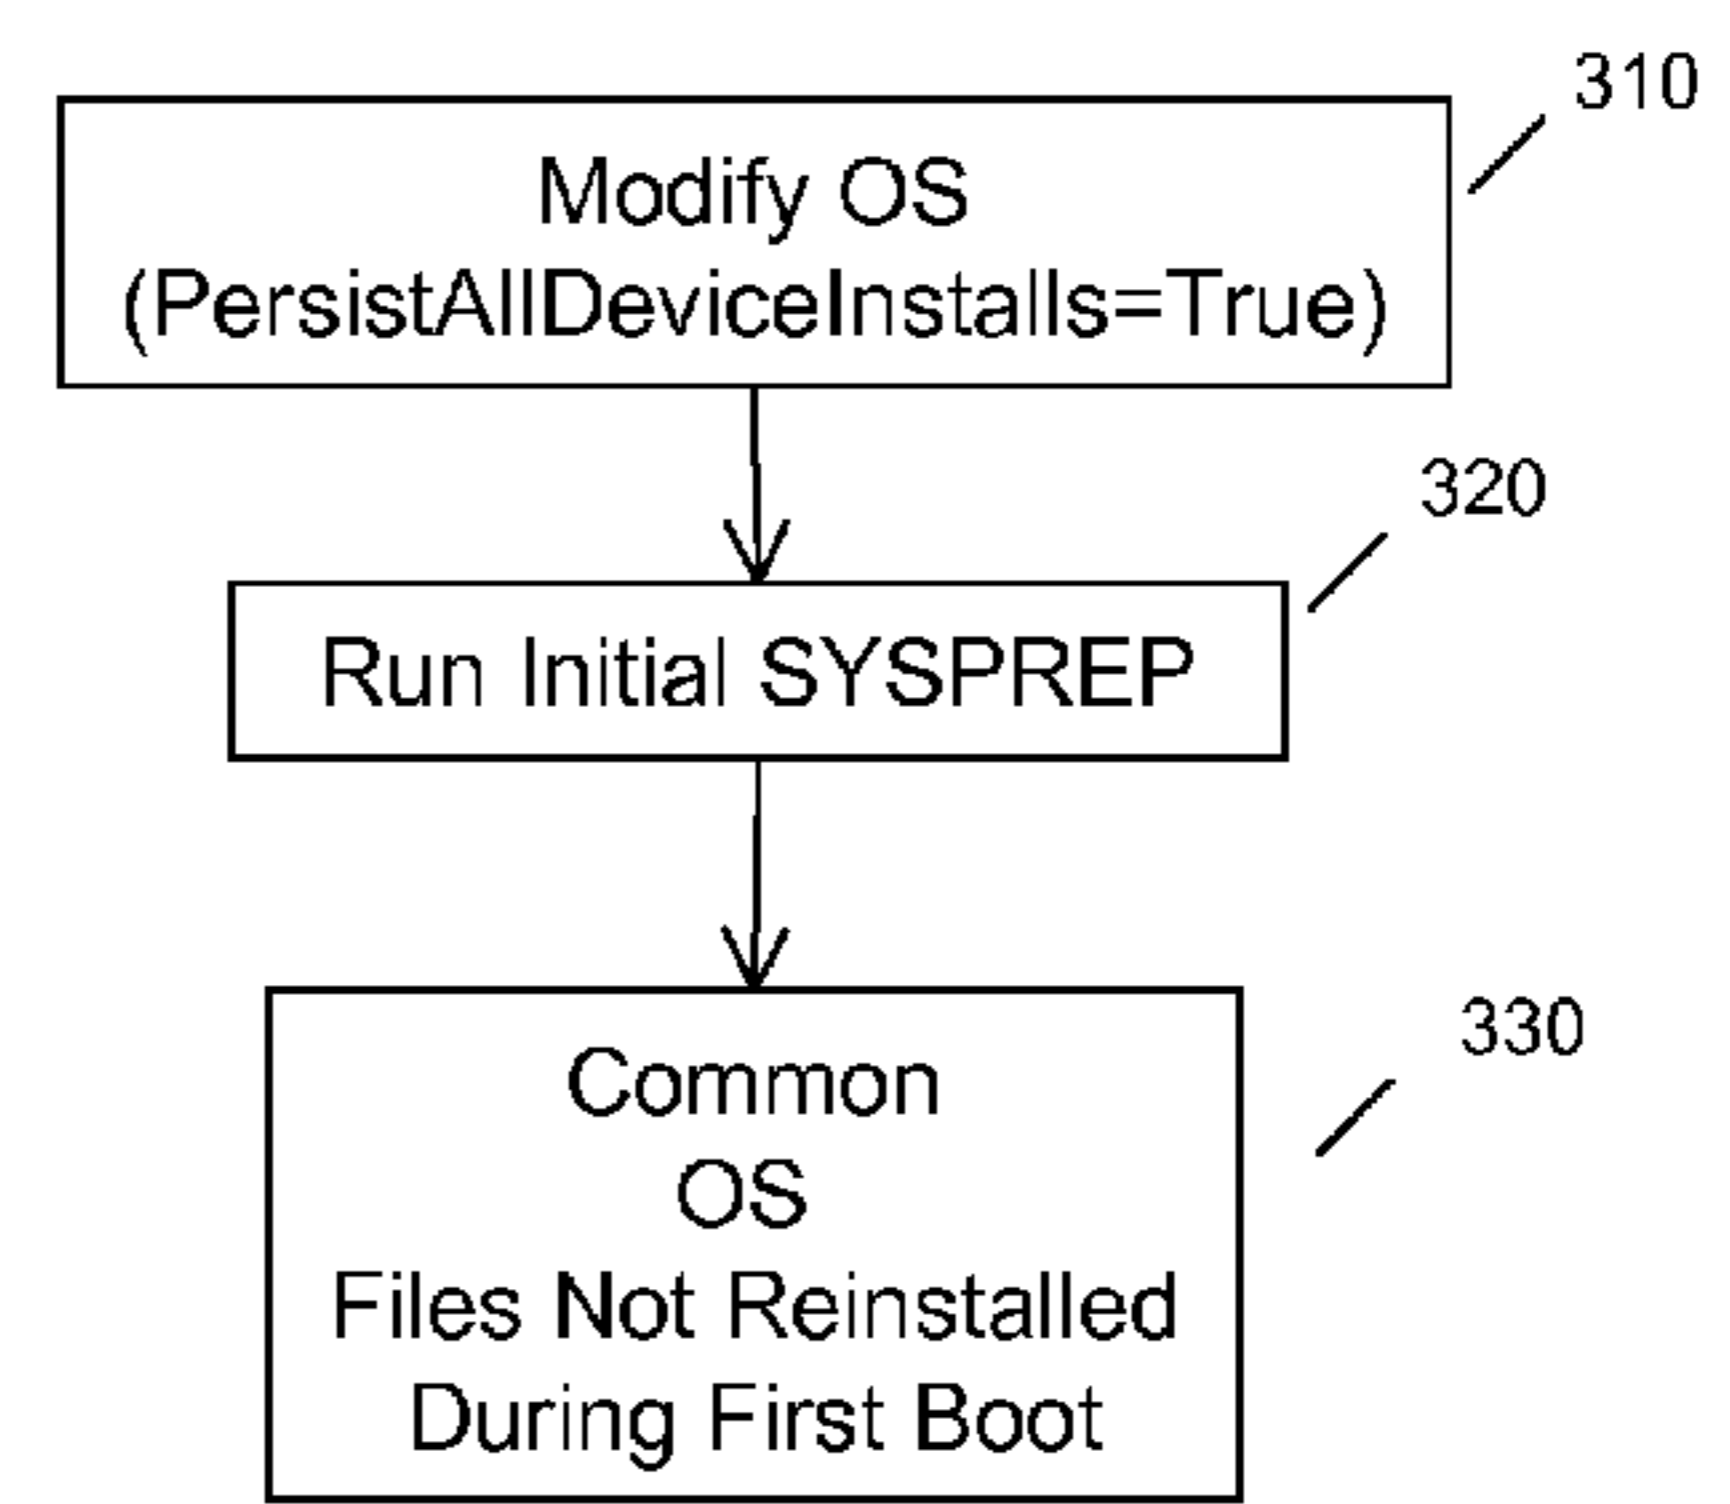 310
Modify OS
(PersistAllDeviceInstalls=True)
320
Run Initial SYSPREP
330
Common
OS
Files Not Reinstalled
During First Boot